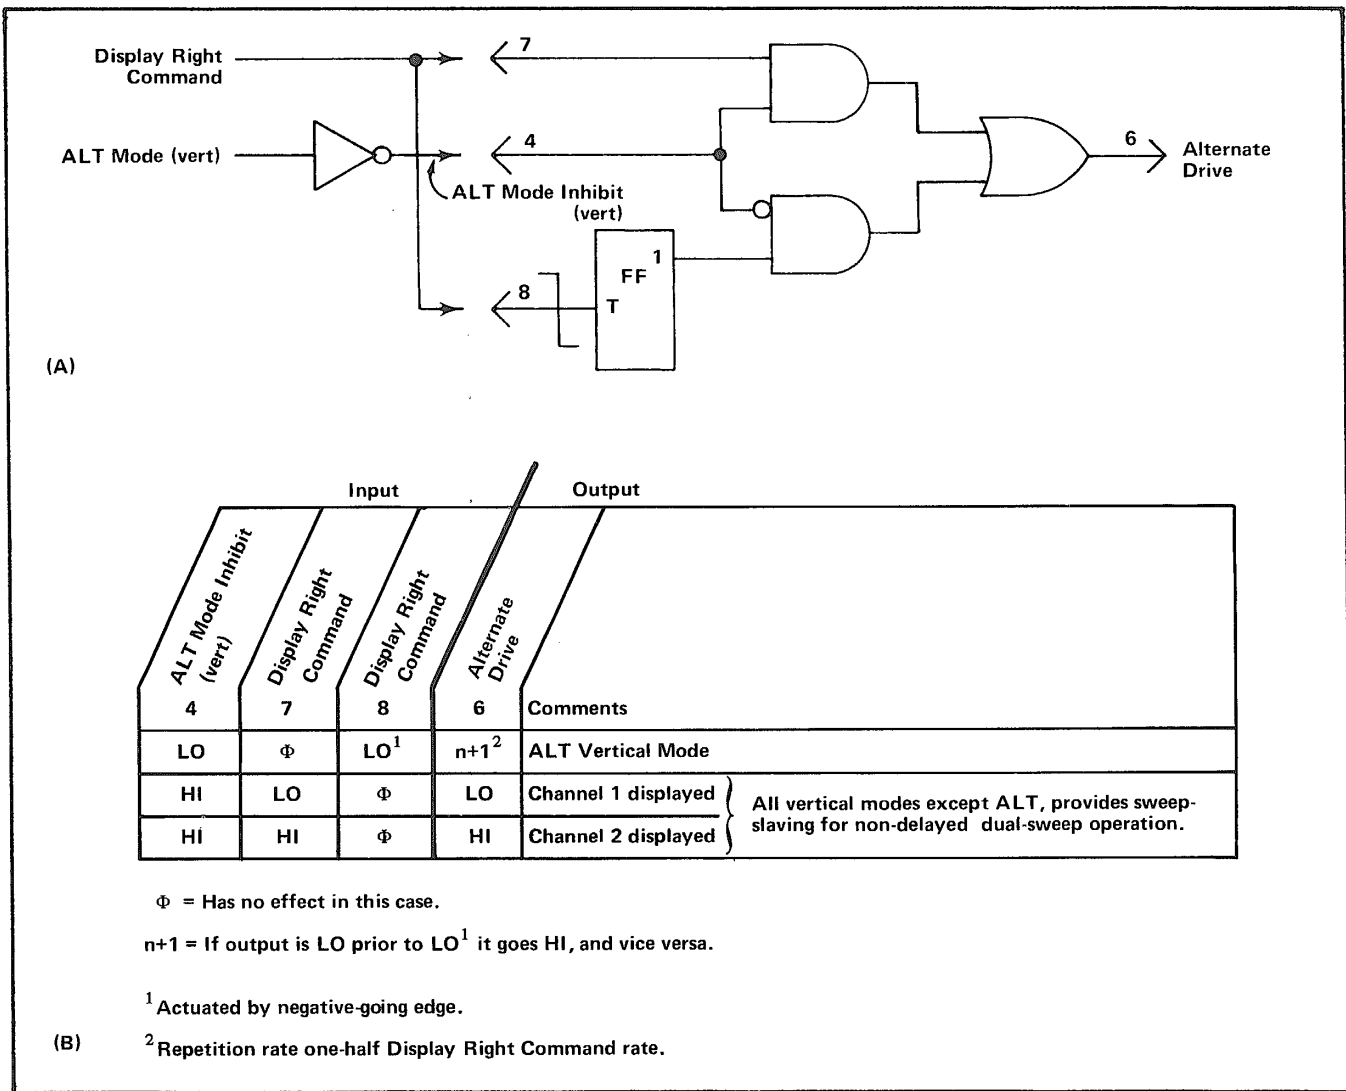 Display Right
Command
7
ALT Mode (vert)
4
6
Alternate
Drive
ALT Mode Inhibit
(vert)
1
FF
8
T
(A)
Input
Output
ALT Mode Inhibit
(vert)
Display Right
Command
Display Right
Command
Alternate
Drive
4 7 8 6 Comments
LO Φ LO¹ n+1² ALT Vertical Mode
HI LO Φ LO Channel 1 displayed
All vertical modes except ALT, provides sweep-
slaving for non-delayed dual-sweep operation.
HI HI Φ HI Channel 2 displayed
Φ = Has no effect in this case.
n+1 = If output is LO prior to LO¹ it goes HI, and vice versa.
¹Actuated by negative-going edge.
(B)
²Repetition rate one-half Display Right Command rate.